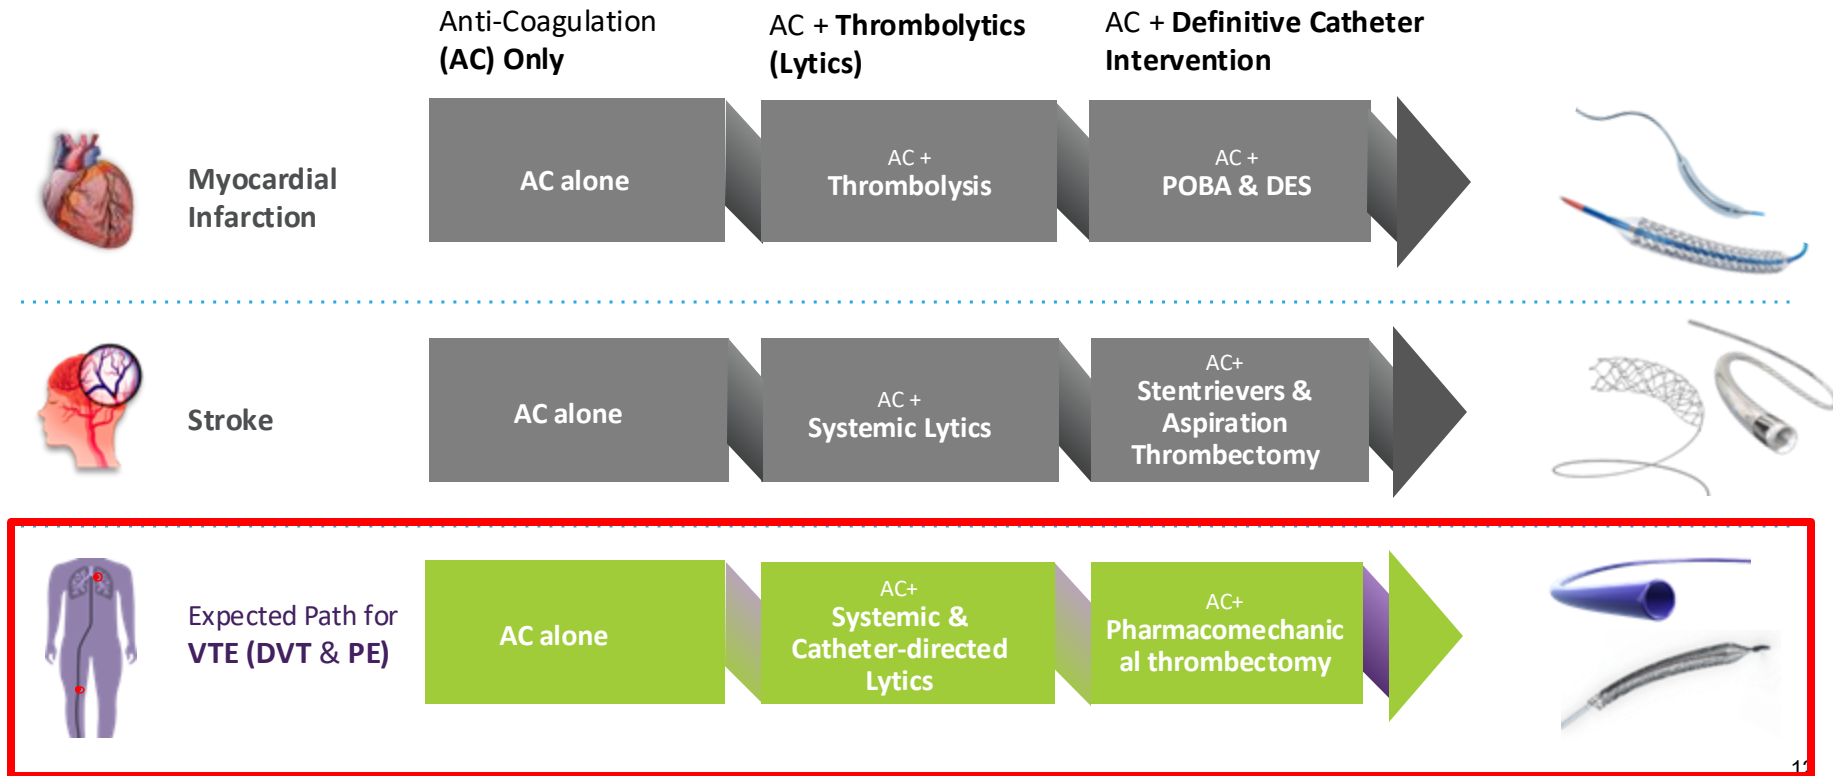 Anti-Coagulation
(AC) Only
AC + Thrombolytics
(Lytics)
AC + Definitive Catheter
Intervention
Myocardial
Infarction
AC alone
AC +
Thrombolysis
AC +
POBA & DES
Stroke
AC alone
AC +
Systemic Lytics
AC+
Stentrievers &
Aspiration
Thrombectomy
Expected Path for
VTE (DVT & PE)
AC alone
AC+
Systemic &
Catheter-directed
Lytics
AC+
Pharmacomechanic
al thrombectomy